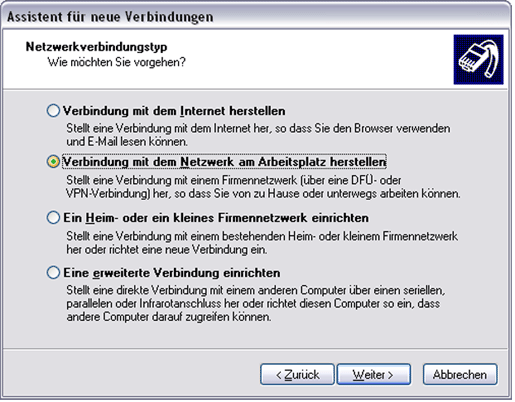 Assistent für neue Verbindungen
Netzwerkverbindungstyp
Wie möchten Sie vorgehen?
Verbindung mit dem Internet herstellen
Stellt eine Verbindung mit dem Internet her, so dass Sie den Browser verwenden
und E-Mail lesen können.
Verbindung mit dem Netzwerk am Arbeitsplatz herstellen
Stellt eine Verbindung mit einem Firmennetzwerk (über eine DFÜ- oder
VPN-Verbindung) her, so dass Sie von zu Hause oder unterwegs arbeiten können.
Ein Heim- oder ein kleines Firmennetzwerk einrichten
Stellt eine Verbindung mit einem bestehenden Heim- oder kleinem Firmennetzwerk
her oder richtet eine neue Verbindung ein.
Eine erweiterte Verbindung einrichten
Stellt eine direkte Verbindung mit einem anderen Computer über einen seriellen,
parallelen oder Infrarotanschluss her oder richtet diesen Computer so ein, dass
andere Computer darauf zugreifen können.
< Zurück
Weiter >
Abbrechen